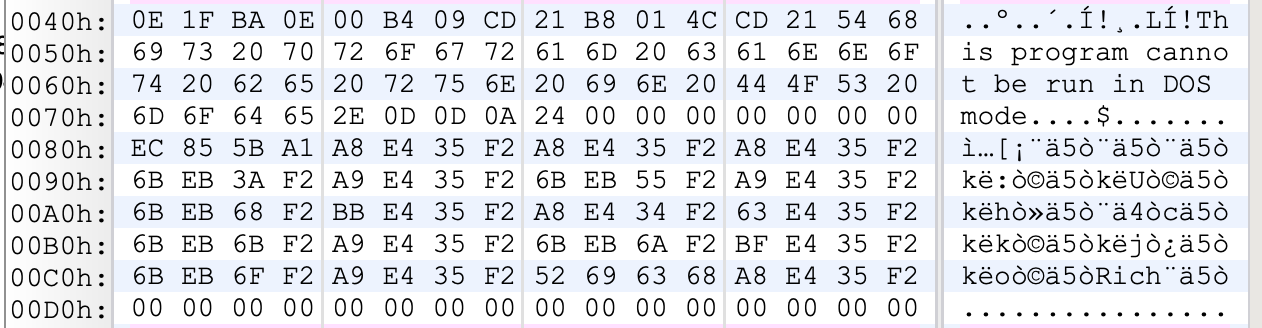 0040h: 0E 1F BA 0E 00 B4 09 CD 21 B8 01 4C CD 21 54 68 ..º..´.Í!¸.LÍ!Th
0050h: 69 73 20 70 72 6F 67 72 61 6D 20 63 61 6E 6E 6F is program canno
0060h: 74 20 62 65 20 72 75 6E 20 69 6E 20 44 4F 53 20 t be run in DOS
0070h: 6D 6F 64 65 2E 0D 0D 0A 24 00 00 00 00 00 00 00 mode....$.......
0080h: EC 85 5B A1 A8 E4 35 F2 A8 E4 35 F2 A8 E4 35 F2 ì…[¡¨ä5ò¨ä5ò¨ä5ò
0090h: 6B EB 3A F2 A9 E4 35 F2 6B EB 55 F2 A9 E4 35 F2 kë:ò©ä5òkëUò©ä5ò
00A0h: 6B EB 68 F2 BB E4 35 F2 A8 E4 34 F2 63 E4 35 F2 këhò»ä5ò¨ä4òcä5ò
00B0h: 6B EB 6B F2 A9 E4 35 F2 6B EB 6A F2 BF E4 35 F2 këkò©ä5òkëjò¿ä5ò
00C0h: 6B EB 6F F2 A9 E4 35 F2 52 69 63 68 A8 E4 35 F2 këoò©ä5òRich¨ä5ò
00D0h: 00 00 00 00 00 00 00 00 00 00 00 00 00 00 00 00 ................